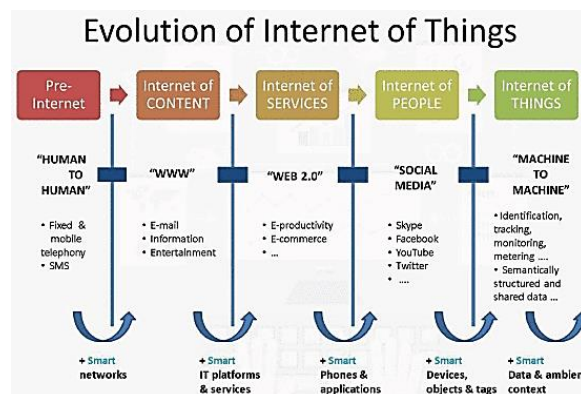 Evolution of Internet of Things
Pre-
Internet
Internet of
CONTENT
Internet of
SERVICES
Internet of
PEOPLE
Internet of
THINGS
"HUMAN
TO
HUMAN"
"WWW"
"WEB 2.0"
"SOCIAL
MEDIA"
"MACHINE
TO
MACHINE"
• Fixed &
mobile
telephony
• SMS
• E-mail
• Information
• Entertainment
• E-productivity
• E-commerce
• ...
• Skype
• Facebook
• YouTube
• Twitter
• ....
• Identification,
tracking,
monitoring,
metering ....
• Semantically
structured and
shared data ...
+ Smart
networks
+ Smart
IT platforms
& services
+ Smart
Phones &
applications
+ Smart
Devices,
objects & tags
+ Smart
Data & ambien
context